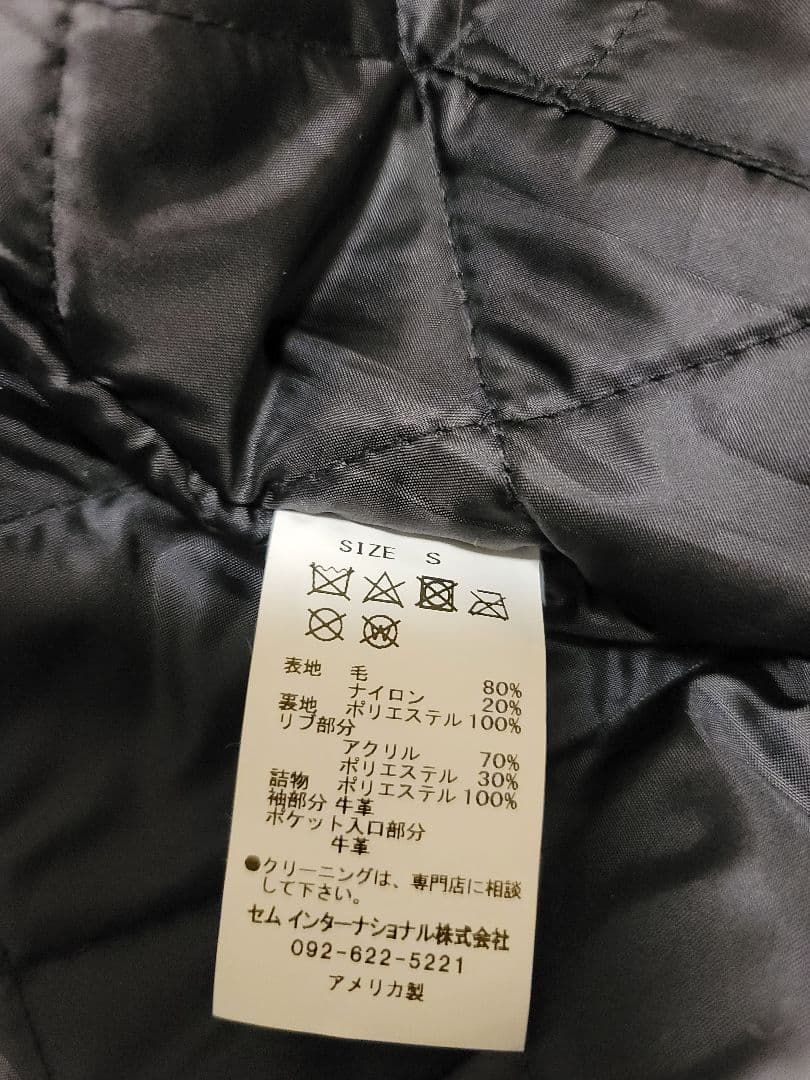 SIZE S
表地 毛 80%
ナイロン 20%
裏地 ポリエステル 100%
リブ部分
アクリル 70%
ポリエステル 30%
詰物 ポリエステル 100%
袖部分 牛革
ポケット入口部分
牛革
●クリーニングは、専門店に相談
して下さい。
セム インターナショナル株式会社
092-622-5221
アメリカ製